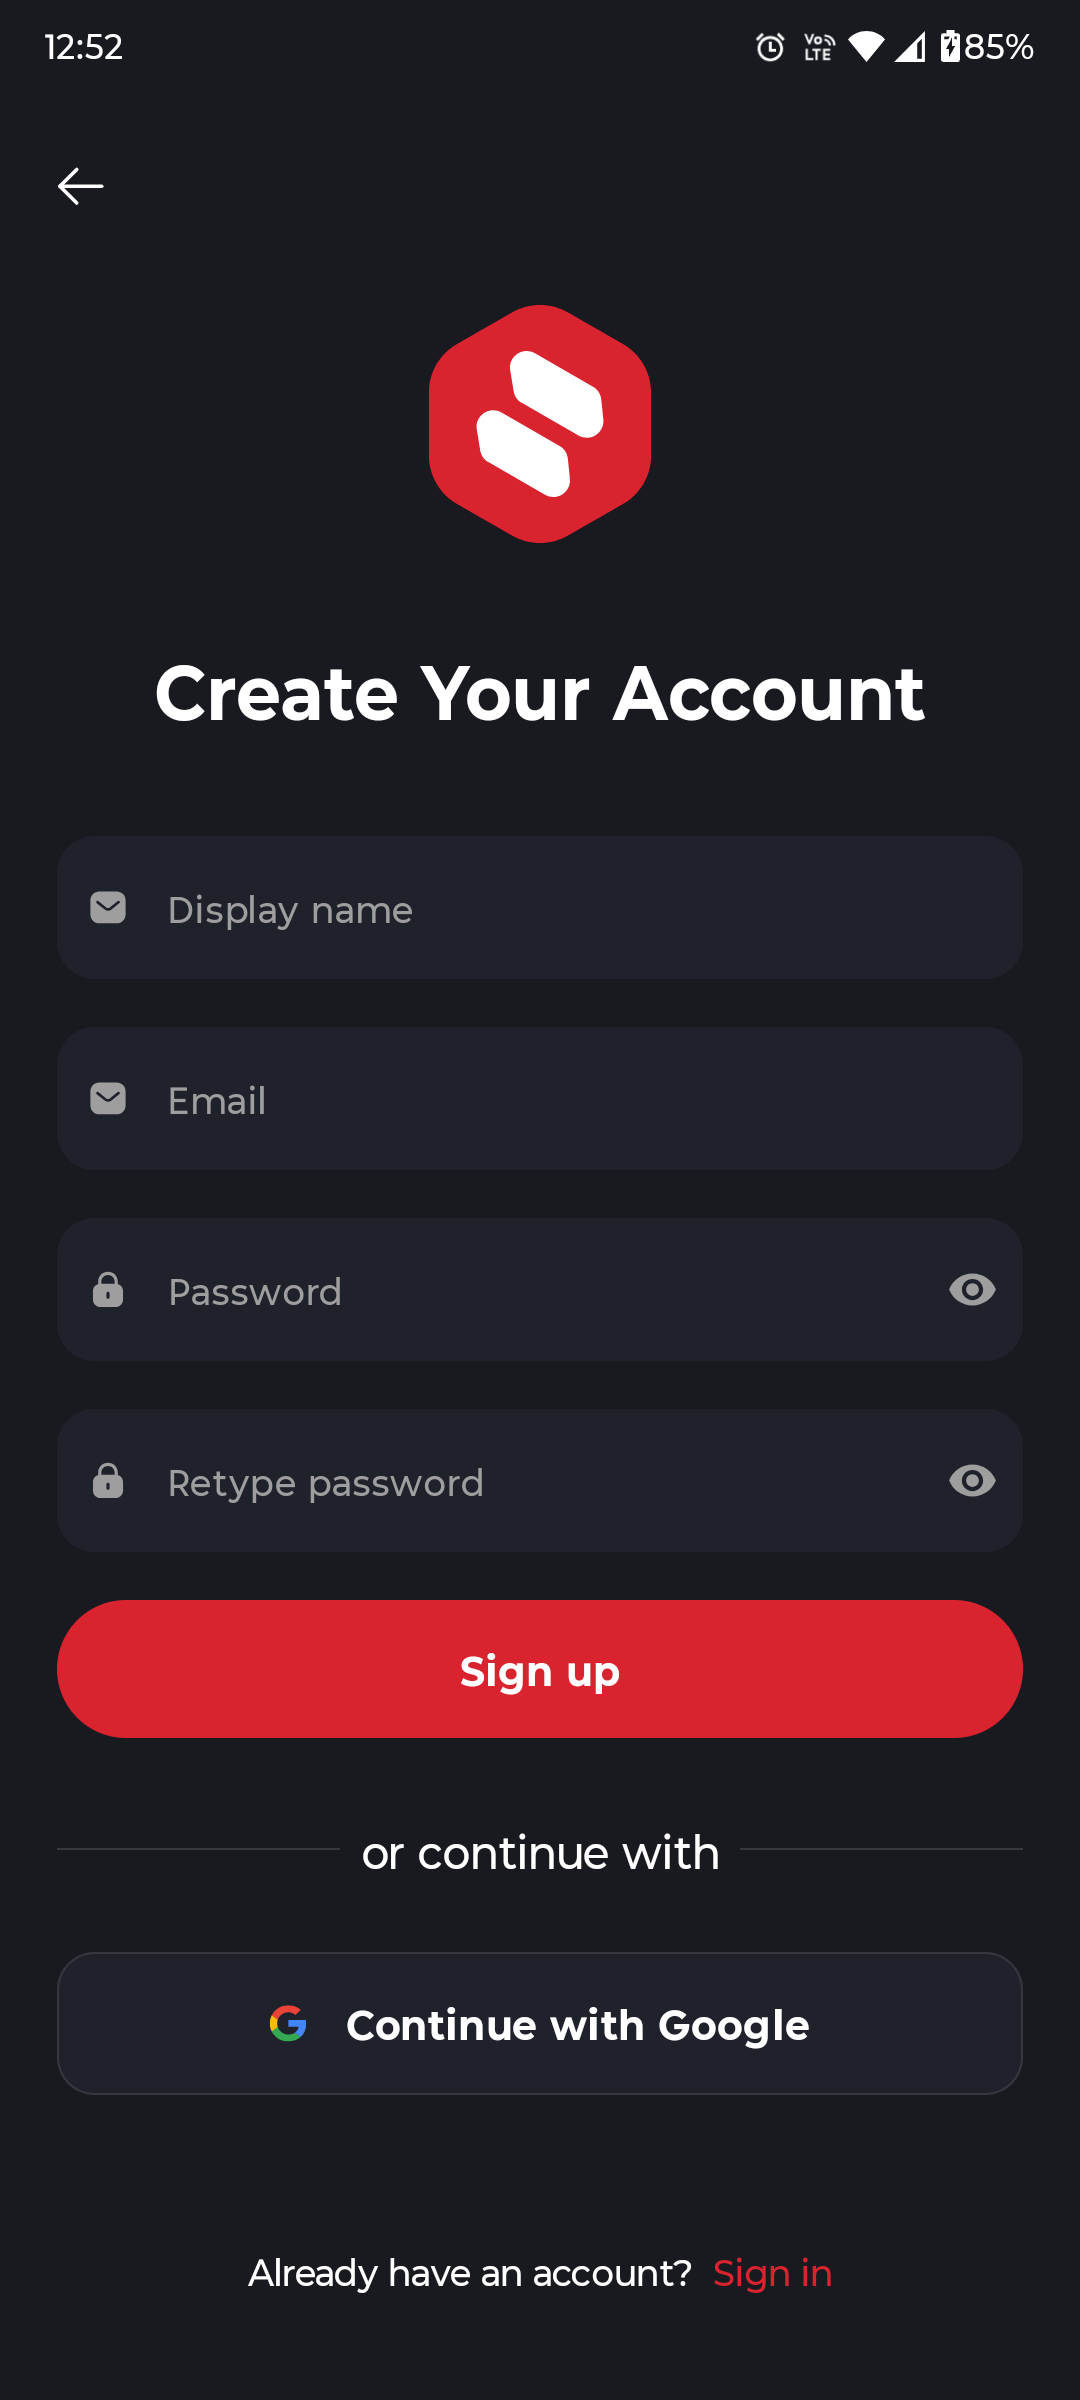 12:52
Vo LTE 85%
Create Your Account
Display name
Email
Password
Retype password
Sign up
or continue with
Continue with Google
Already have an account? Sign in